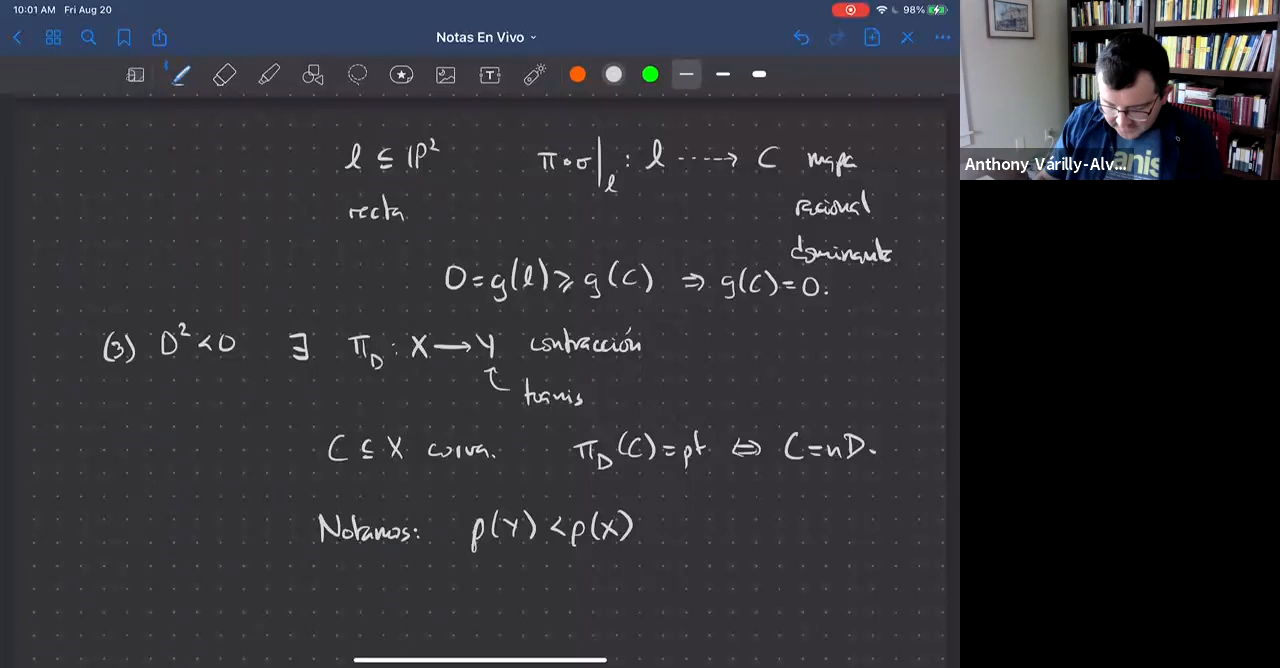 10:01 AM Fri Aug 20
98%
Notas En Vivo
Anthony Várilly-Alv...
l ⊆ ℙ² π∘σ|_l : l ----→ C mapa
recta racional
dominante
0 = g(l) ≥ g(C) ⇒ g(C) = 0.
(3) D² < 0 ∃ π_D : X → Y contracción
C ⊆ X curva. π_D(C) = pt ⇔ C = nD.
Notamos: ρ(Y) < ρ(X)